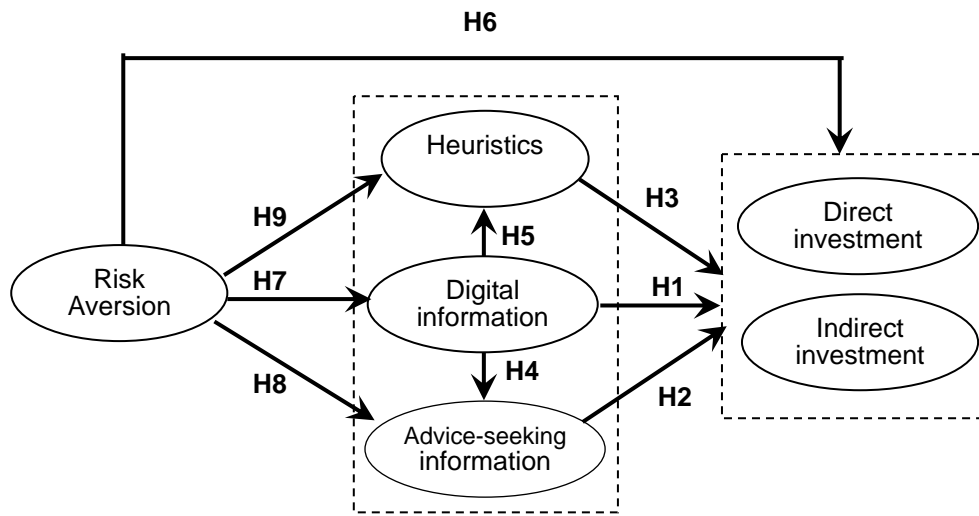 H6
Heuristics
H9
H3
Direct
investment
H5
Risk
Aversion
H7
Digital
information
H1
Indirect
investment
H8
H4
H2
Advice-seeking
information